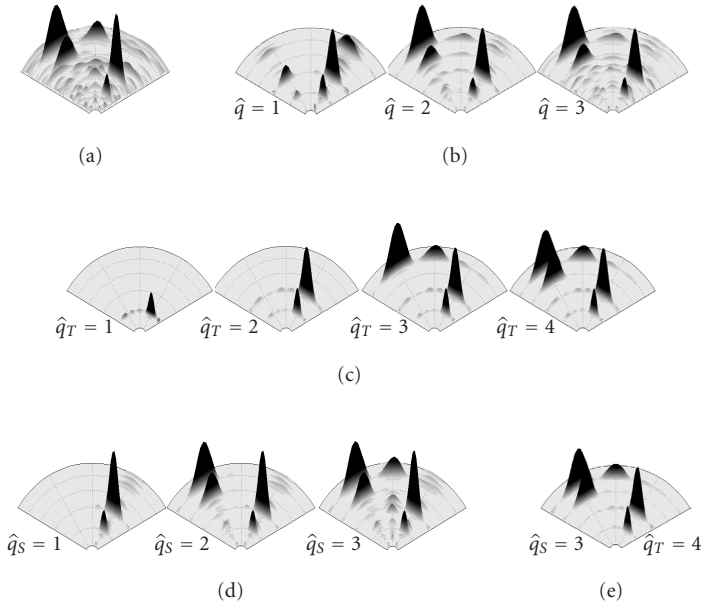 q̂ = 1 q̂ = 2 q̂ = 3
(a) (b)
q̂_T = 1 q̂_T = 2 q̂_T = 3 q̂_T = 4
(c)
q̂_S = 1 q̂_S = 2 q̂_S = 3 q̂_S = 3 q̂_T = 4
(d) (e)